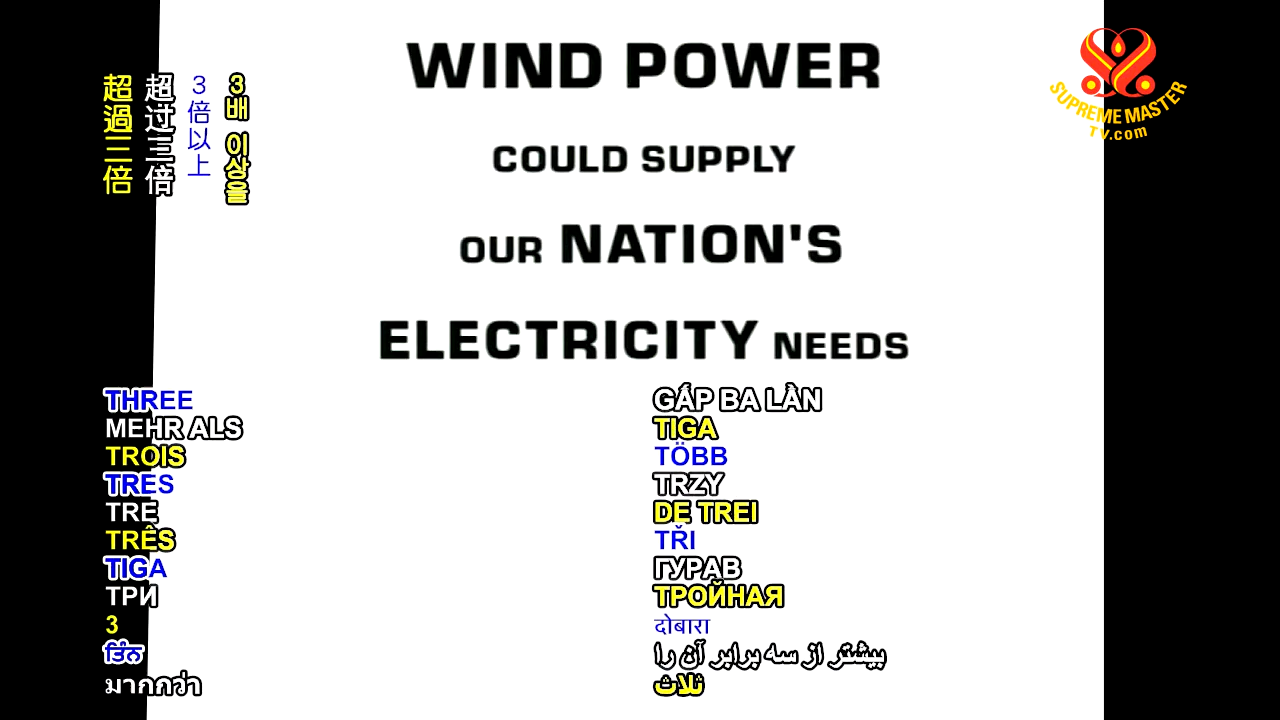 WIND POWER
COULD SUPPLY
OUR NATION'S
ELECTRICITY NEEDS
SUPREME MASTER
TV.com
超過三倍
超过三倍
3倍以上
3배 이상을
THREE
MEHR ALS
TROIS
TRES
TRE
TRÊS
TIGA
ТРИ
3
ਤਿੰਨ
มากกว่า
GẤP BA LẦN
TIGA
TÖBB
TRZY
DE TREI
TŘI
ГУРАВ
ТРОЙНАЯ
दोबारा
بیشتر از سه برابر آن را
ثلاث